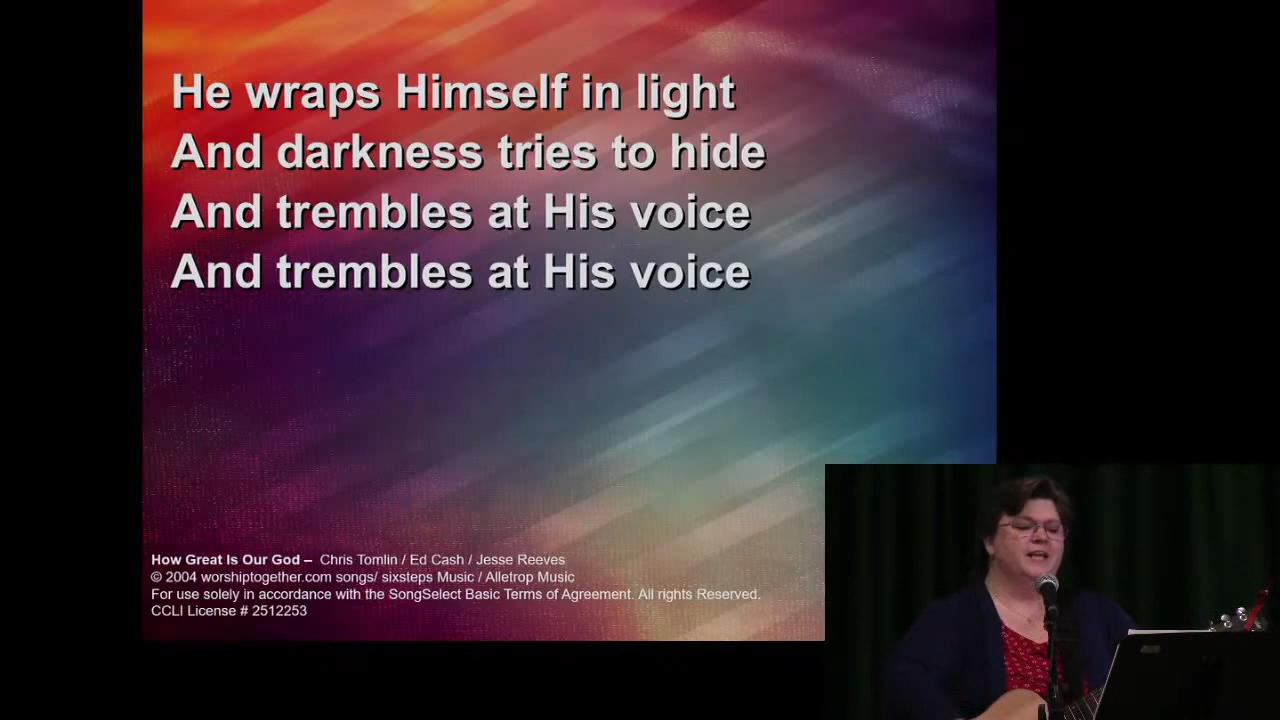 He wraps Himself in light
And darkness tries to hide
And trembles at His voice
And trembles at His voice
How Great Is Our God – Chris Tomlin / Ed Cash / Jesse Reeves
© 2004 worshiptogether.com songs/ sixsteps Music / Alletrop Music
For use solely in accordance with the SongSelect Basic Terms of Agreement. All rights Reserved.
CCLI License # 2512253